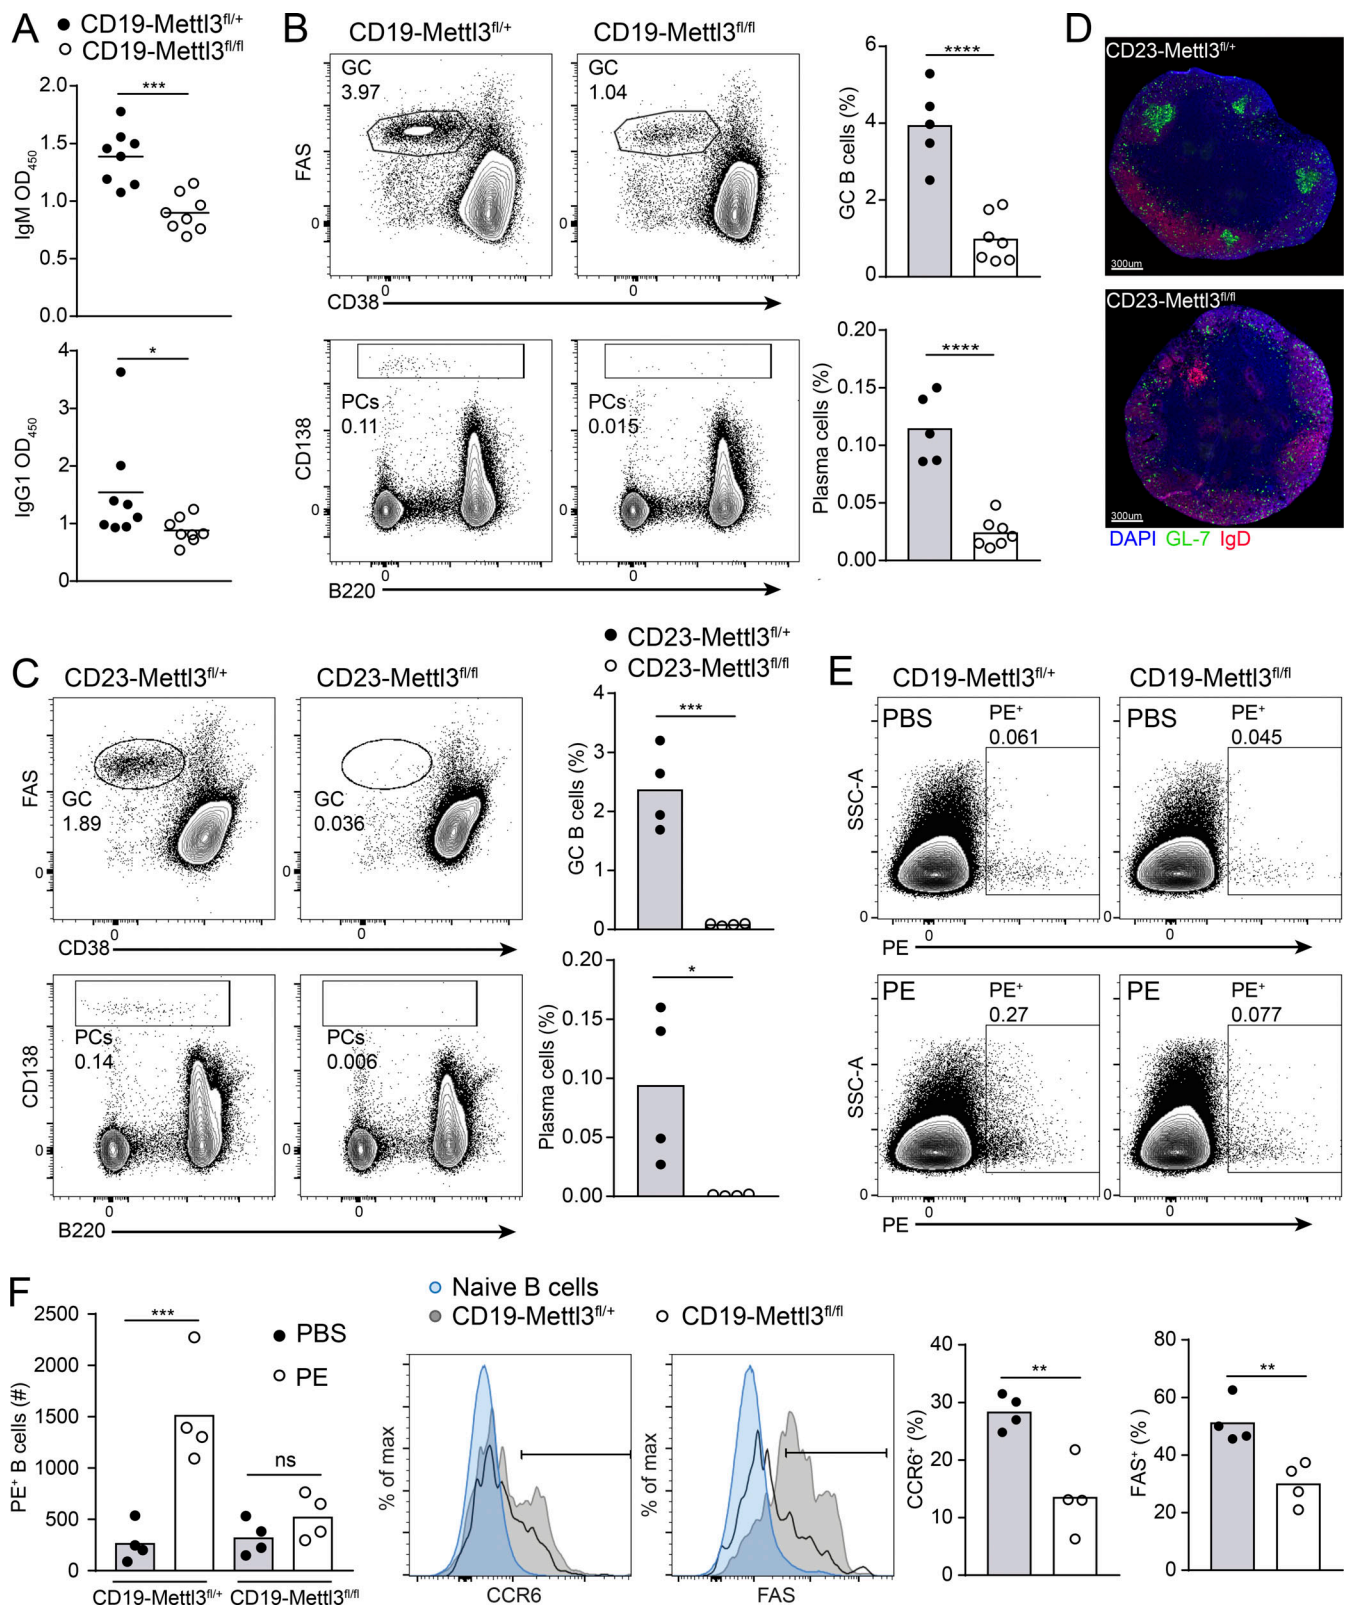 A
● CD19-Mettl3fl/+
○ CD19-Mettl3fl/fl
2.0
***
1.5
1.0
0.5
0.0
IgM OD450
4
*
3
2
1
0
IgG1 OD450
B
CD19-Mettl3fl/+
CD19-Mettl3fl/fl
GC
3.97
GC
1.04
FAS
0
0
0
0
CD38
PCs
0.11
PCs
0.015
CD138
0
0
0
0
B220
6
****
4
2
0
GC B cells (%)
0.20
****
0.15
0.10
0.05
0.00
Plasma cells (%)
D
CD23-Mettl3fl/+
300um
CD23-Mettl3fl/fl
300um
DAPI GL-7 IgD
C
CD23-Mettl3fl/+
CD23-Mettl3fl/fl
GC
1.89
GC
0.036
FAS
0
0
0
0
CD38
PCs
0.14
PCs
0.006
CD138
0
0
0
0
B220
● CD23-Mettl3fl/+
○ CD23-Mettl3fl/fl
4
***
3
2
1
0
GC B cells (%)
0.20
*
0.15
0.10
0.05
0.00
Plasma cells (%)
E
CD19-Mettl3fl/+
CD19-Mettl3fl/fl
PBS
PE+
0.061
PBS
PE+
0.045
SSC-A
0
0
0
0
PE
PE
PE+
0.27
PE
PE+
0.077
SSC-A
0
0
0
0
PE
F
2500
***
2000
1500
1000
500
0
PE+ B cells (#)
● PBS
○ PE
ns
CD19-Mettl3fl/+
CD19-Mettl3fl/fl
Naive B cells
CD19-Mettl3fl/+
CD19-Mettl3fl/fl
% of max
CCR6
% of max
FAS
40
**
30
20
10
0
CCR6+ (%)
80
**
60
40
20
0
FAS+ (%)